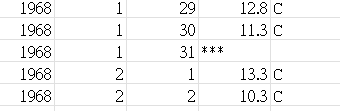 1968 1 29 12.8 C
1968 1 30 11.3 C
1968 1 31 ***
1968 2 1 13.3 C
1968 2 2 10.3 C